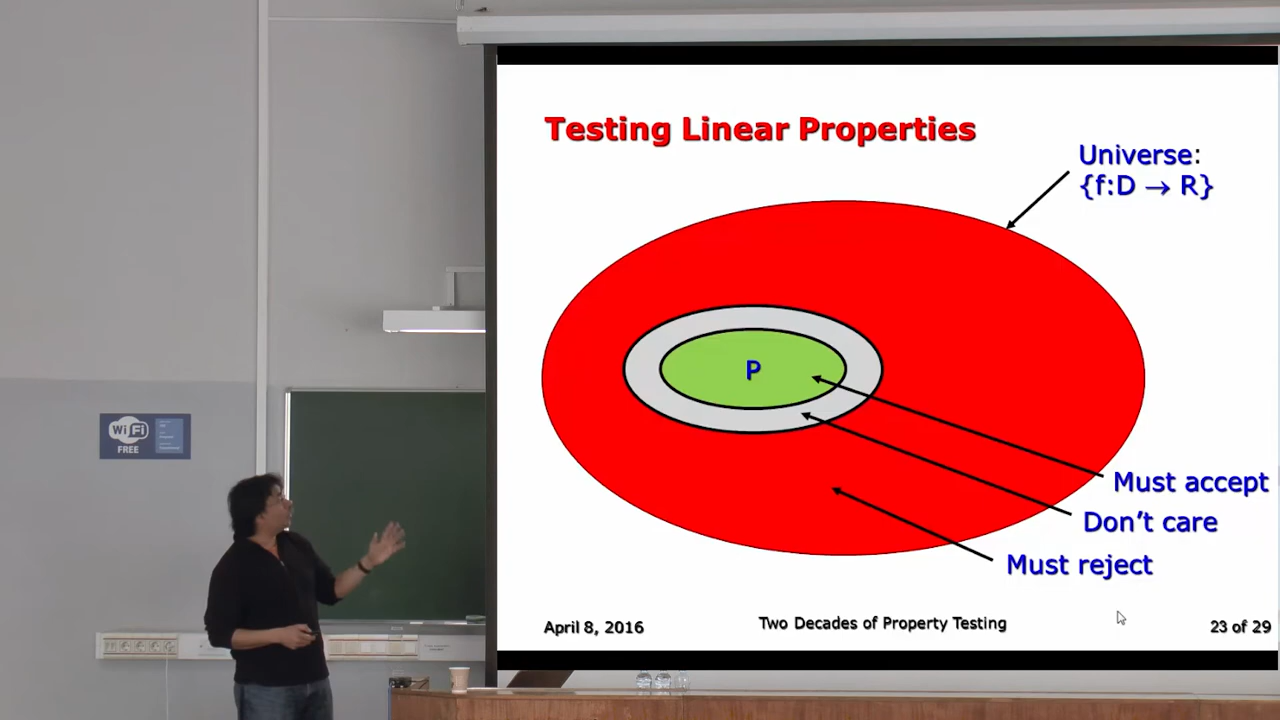 Testing Linear Properties
Universe:
{f:D → R}
P
Must accept
Don't care
Must reject
April 8, 2016
Two Decades of Property Testing
23 of 29
WiFi
FREE